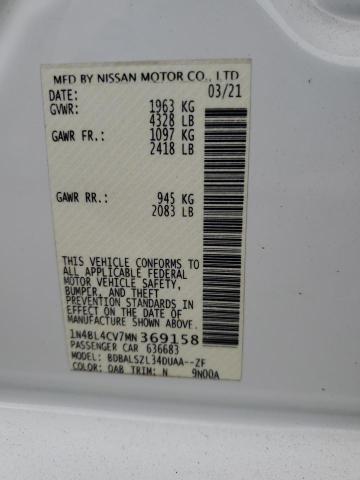 MFD BY NISSAN MOTOR CO., LTD
DATE: 03/21
GVWR: 1963 KG
4328 LB
GAWR FR.: 1097 KG
2418 LB
GAWR RR.: 945 KG
2083 LB
THIS VEHICLE CONFORMS TO
ALL APPLICABLE FEDERAL
MOTOR VEHICLE SAFETY,
BUMPER, AND THEFT
PREVENTION STANDARDS IN
EFFECT ON THE DATE OF
MANUFACTURE SHOWN ABOVE.
1N4BL4CV7MN369158
PASSENGER CAR 636683
MODEL: BDBALSZL34DUAA--ZF
COLOR: QAB TRIM: N 9N00A